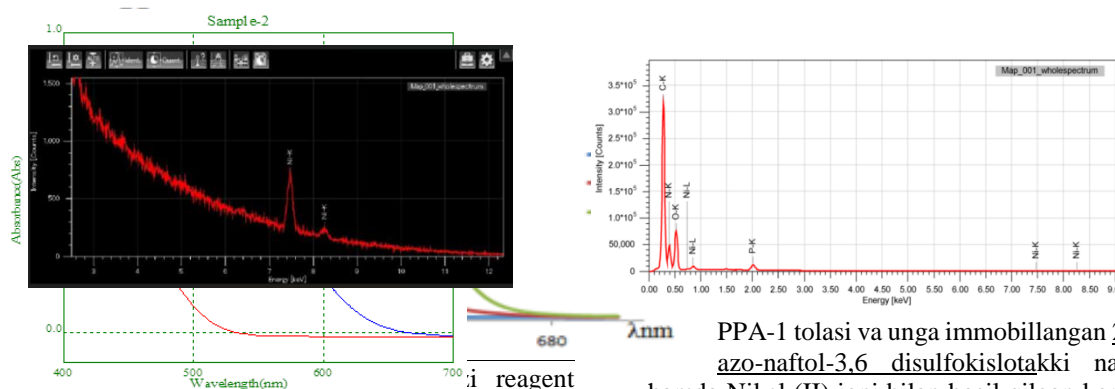 Sample-2
1.0
Absorbance(Abs)
0.0
400 500 600 700
Wavelength(nm)
Map_001_wholespectrum
1,500
1,000
500
0
Intensity [Counts]
Ni-K
Ni-K
3 4 5 6 7 8 9 10 11 12
Energy [keV]
680 λnm
reagent
Map_001_wholespectrum
3.5*10⁵
3.0*10⁵
2.5*10⁵
2.0*10⁵
1.5*10⁵
1.0*10⁵
50,000
0
Intensity [Counts]
C-K
N-K
O-K
Ni-L
Ni-L
P-K
Ni-K
Ni-K
0.00 0.50 1.00 1.50 2.00 2.50 3.00 3.50 4.00 4.50 5.00 5.50 6.00 6.50 7.00 7.50 8.00 8.50
Energy [keV]
PPA-1 tolasi va unga immobillangan
azo-naftol-3,6 disulfokislotakki